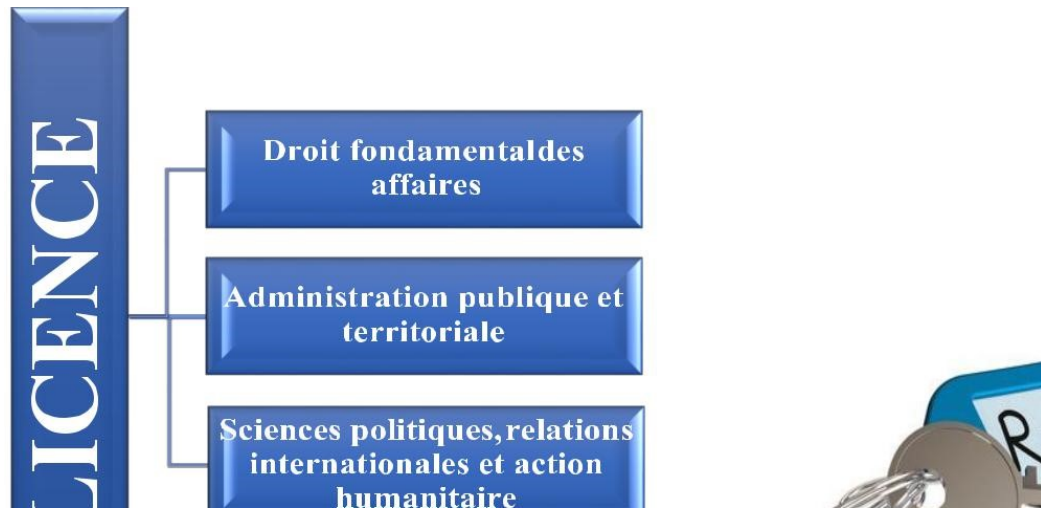 LICENCE
Droit fondamentaldes
affaires
Administration publique et
territoriale
Sciences politiques, relations
internationales et action
humanitaire
R